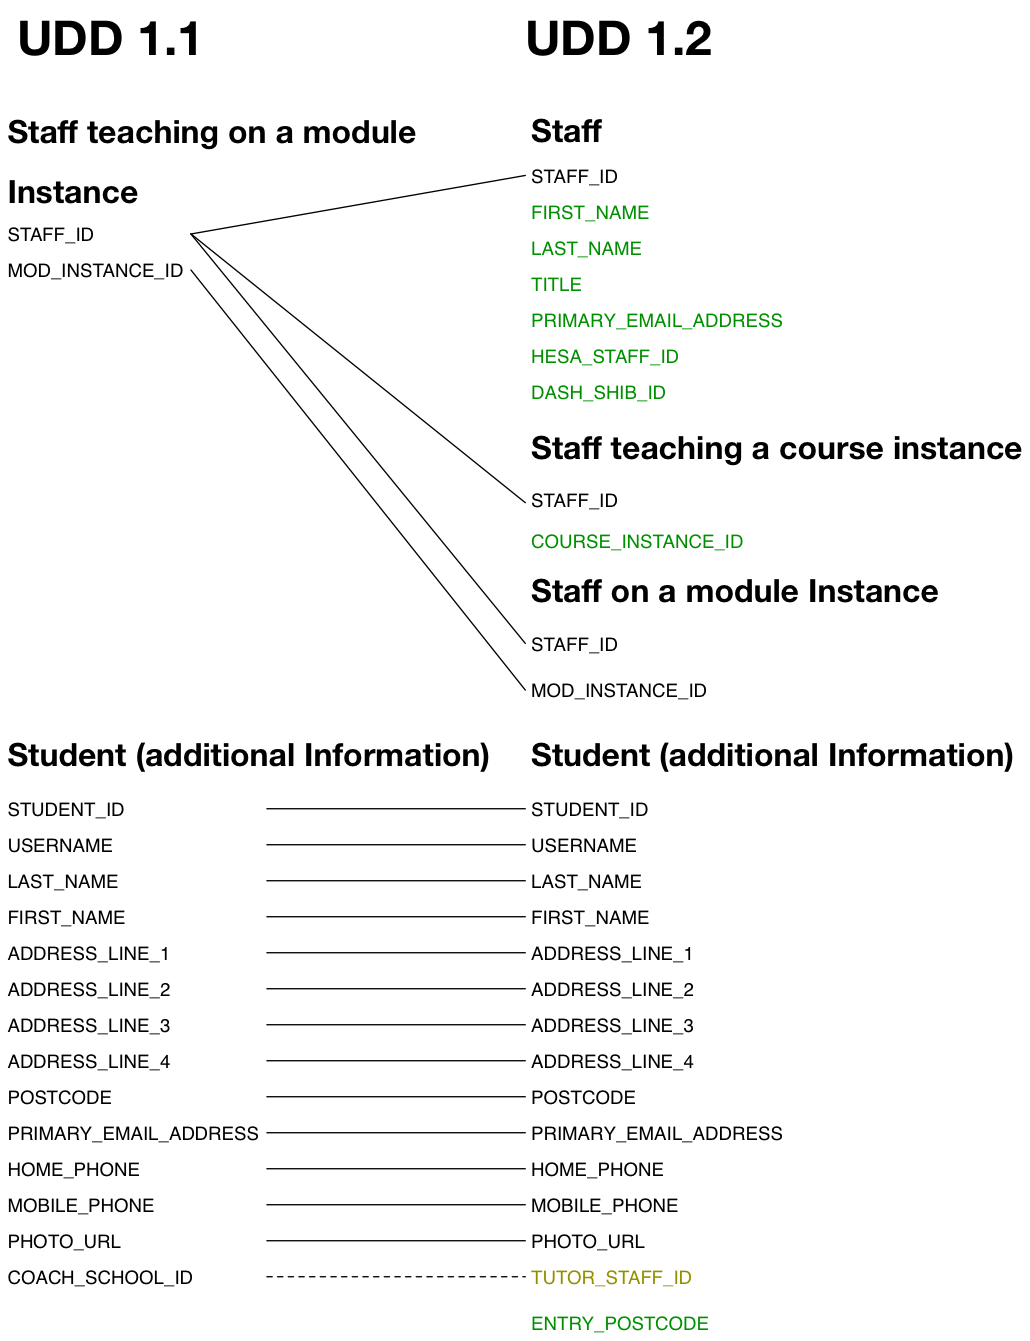 UDD 1.1
UDD 1.2
Staff teaching on a module
Instance
STAFF_ID
MOD_INSTANCE_ID
Staff
STAFF_ID
FIRST_NAME
LAST_NAME
TITLE
PRIMARY_EMAIL_ADDRESS
HESA_STAFF_ID
DASH_SHIB_ID
Staff teaching a course instance
STAFF_ID
COURSE_INSTANCE_ID
Staff on a module Instance
STAFF_ID
MOD_INSTANCE_ID
Student (additional Information)
STUDENT_ID
USERNAME
LAST_NAME
FIRST_NAME
ADDRESS_LINE_1
ADDRESS_LINE_2
ADDRESS_LINE_3
ADDRESS_LINE_4
POSTCODE
PRIMARY_EMAIL_ADDRESS
HOME_PHONE
MOBILE_PHONE
PHOTO_URL
COACH_SCHOOL_ID
Student (additional Information)
STUDENT_ID
USERNAME
LAST_NAME
FIRST_NAME
ADDRESS_LINE_1
ADDRESS_LINE_2
ADDRESS_LINE_3
ADDRESS_LINE_4
POSTCODE
PRIMARY_EMAIL_ADDRESS
HOME_PHONE
MOBILE_PHONE
PHOTO_URL
TUTOR_STAFF_ID
ENTRY_POSTCODE